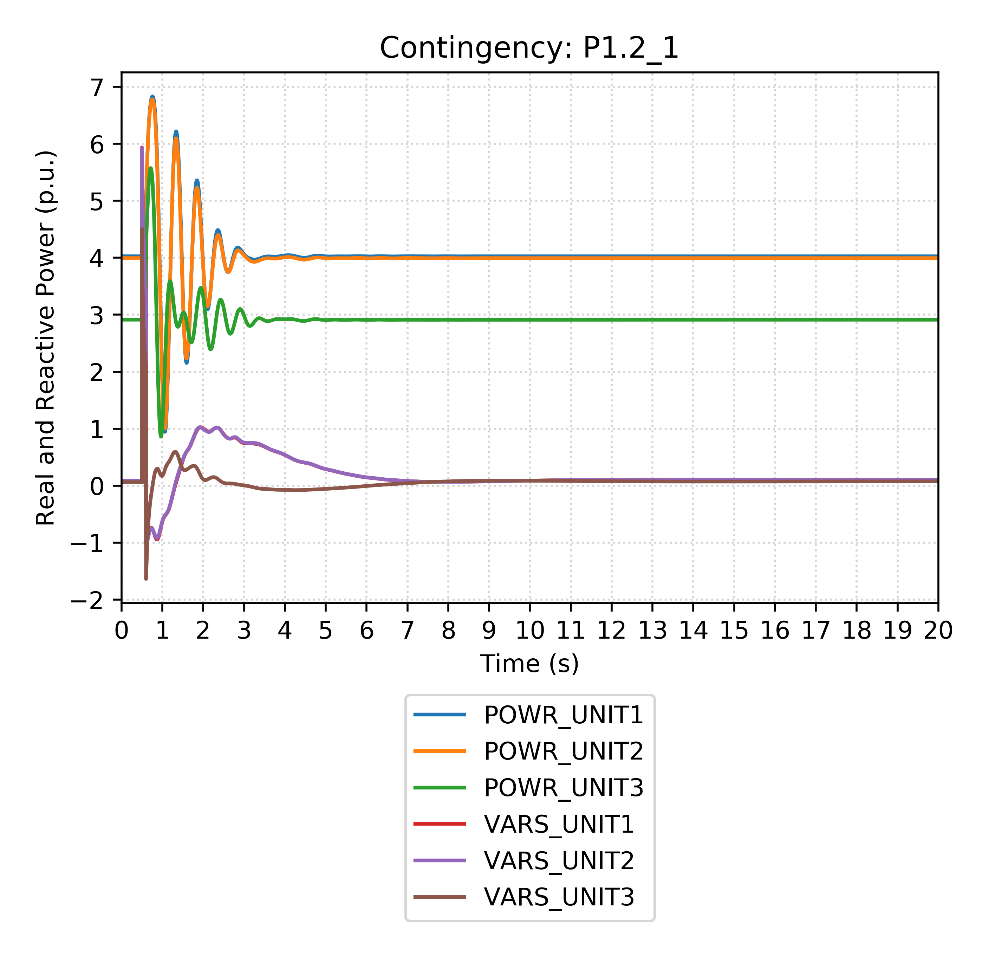 Contingency: P1.2_1
Real and Reactive Power (p.u.)
7
6
5
4
3
2
1
0
−1
−2
0 1 2 3 4 5 6 7 8 9 10 11 12 13 14 15 16 17 18 19 20
Time (s)
POWR_UNIT1
POWR_UNIT2
POWR_UNIT3
VARS_UNIT1
VARS_UNIT2
VARS_UNIT3